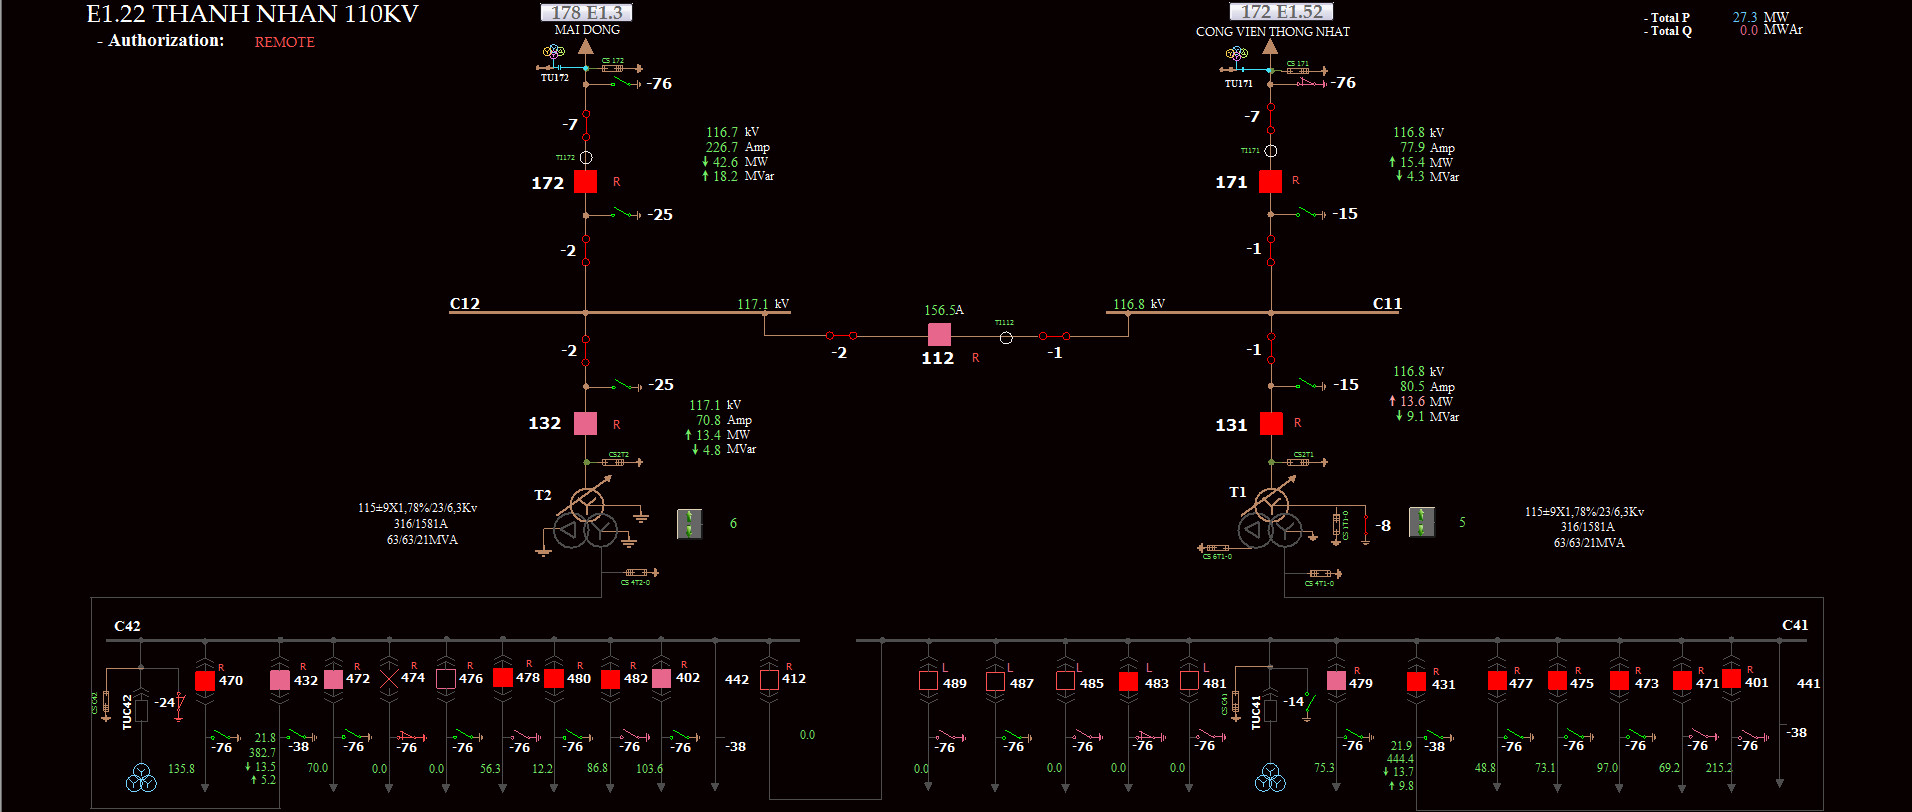 E1.22 THANH NHAN 110KV
- Authorization: REMOTE
178 E1.3
MAI DONG
172 E1.52
CONG VIEN THONG NHAT
- Total P 27.3 MW
- Total Q 0.0 MWAr
TU172
CS 172
-76
TU171
CS 171
-76
-7
-7
116.7 kV
226.7 Amp
42.6 MW
18.2 MVar
116.8 kV
77.9 Amp
15.4 MW
4.3 MVar
TI172
TI171
172 R
171 R
-25
-15
-2
-1
C12
117.1 kV
156.5A
116.8 kV
C11
TI112
-2
112 R
-1
-2
-1
-25
-15
117.1 kV
70.8 Amp
13.4 MW
4.8 MVar
116.8 kV
80.5 Amp
13.6 MW
9.1 MVar
132 R
131 R
CS2T2
CS2T1
T2
T1
115±9X1,78%/23/6,3Kv
316/1581A
63/63/21MVA
6
CS 1T1-0
-8
5
115±9X1,78%/23/6,3Kv
316/1581A
63/63/21MVA
CS 6T1-0
CS 4T2-0
CS 4T1-0
C42
C41
R R R R R R R R R
470 432 472 474 476 478 480 482 402 442 412
L L L L R R R R R R R
489 487 485 483 481 479 431 477 475 473 471 401 441
CS C42
TUC42
-24
CS C41
TUC41
-14
-76 -38 -76 -76 -76 -76 -76 -76 -76 -38
0.0
-76 -76 -76 -76 -76 -76 -38 -76 -76 -76 -76 -76 -38
135.8
21.8
382.7
13.5
5.2
70.0 0.0 0.0 56.3 12.2 86.8 103.6
0.0 0.0 0.0 0.0 75.3
21.9
444.4
13.7
9.8
48.8 73.1 97.0 69.2 215.2